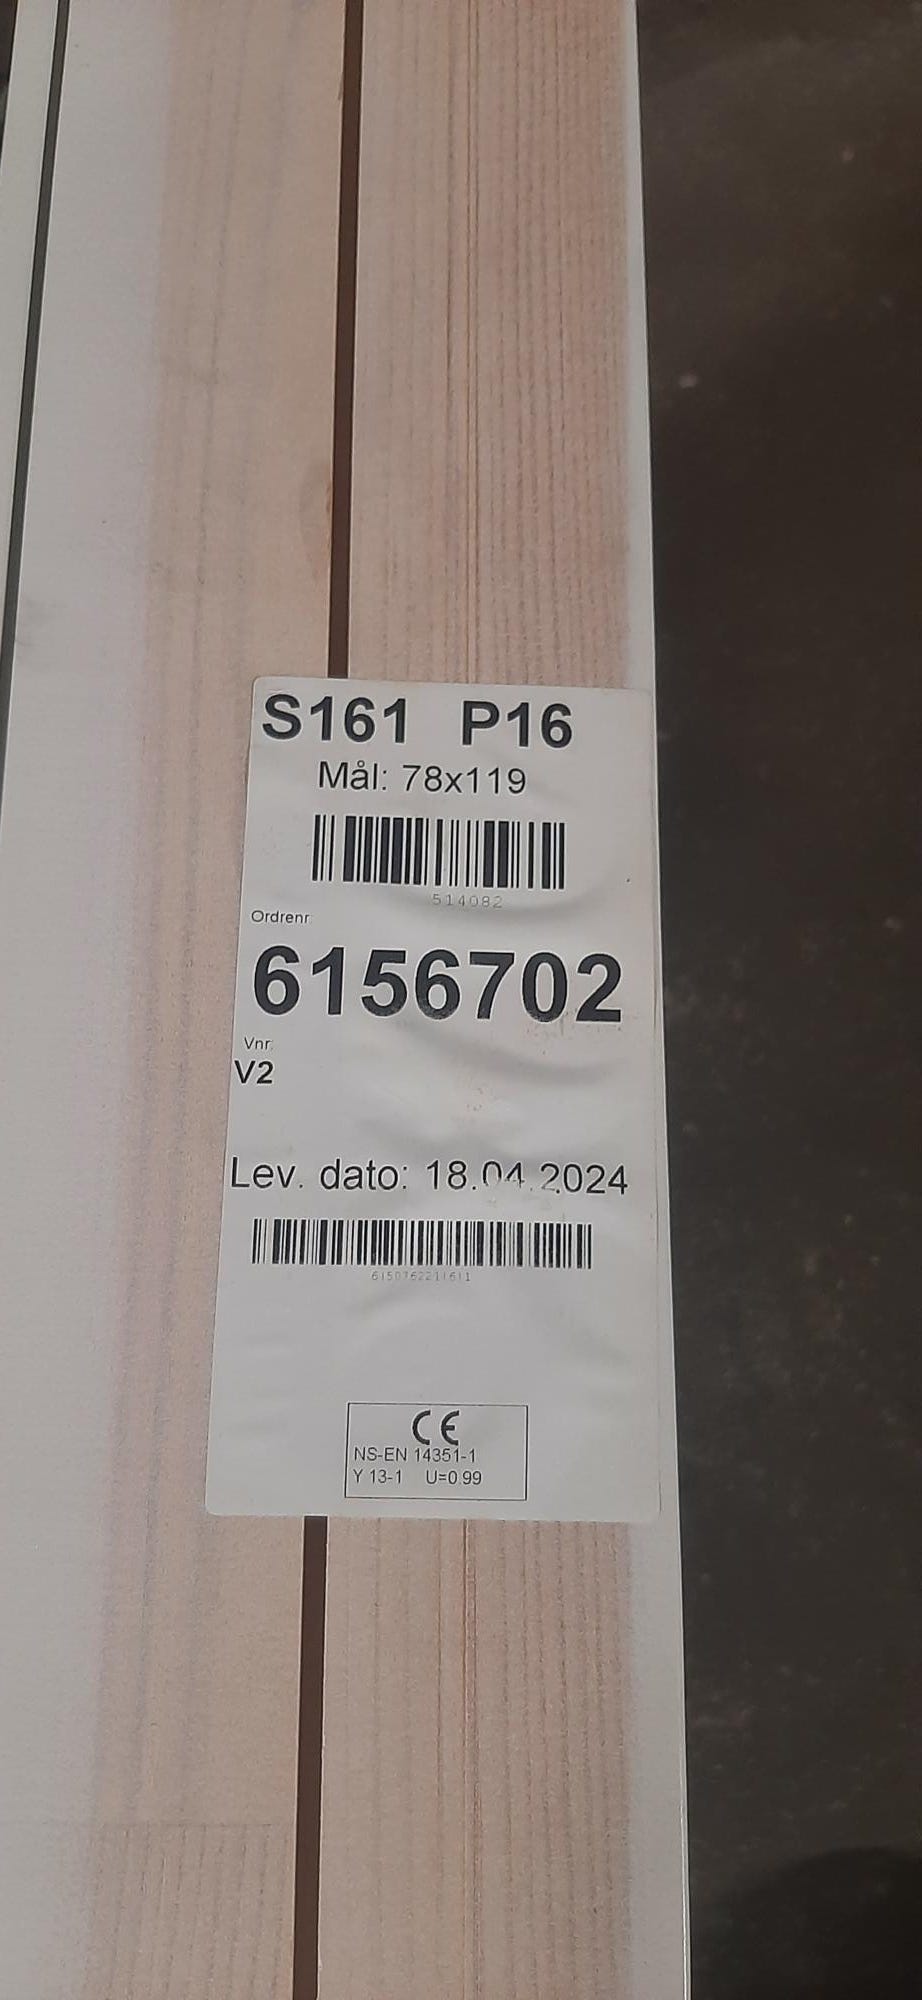 S161 P16
Mål: 78x119
514082
Ordrenr
6156702
Vnr.
V2
Lev. dato: 18.04.2024
CE
NS-EN 14351-1
Y 13-1 U=0.99